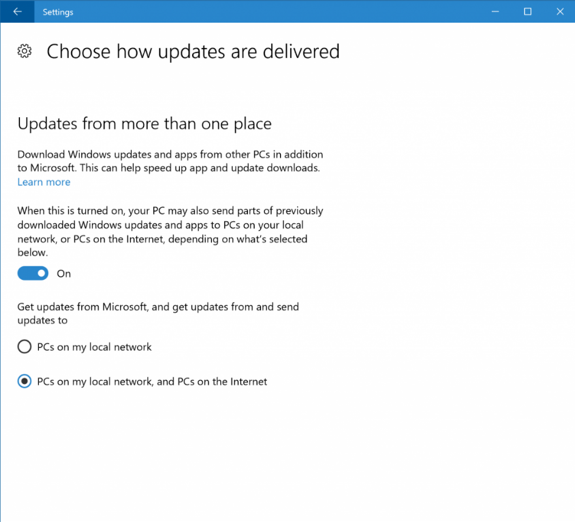 Settings
Choose how updates are delivered
Updates from more than one place
Download Windows updates and apps from other PCs in addition
to Microsoft. This can help speed up app and update downloads.
Learn more
When this is turned on, your PC may also send parts of previously
downloaded Windows updates and apps to PCs on your local
network, or PCs on the Internet, depending on what's selected
below.
On
Get updates from Microsoft, and get updates from and send
updates to
PCs on my local network
PCs on my local network, and PCs on the Internet